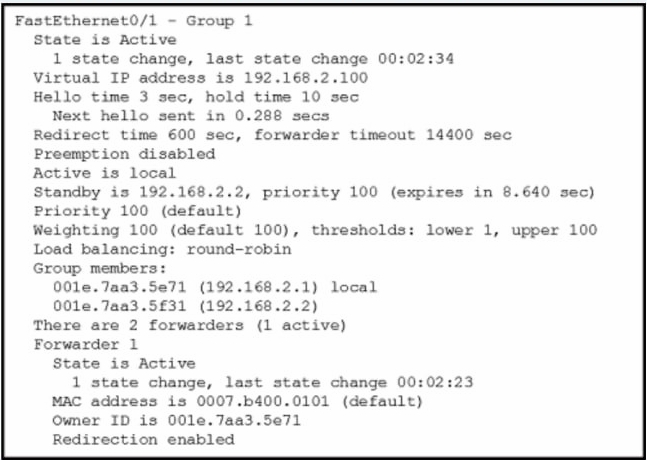 FastEthernet0/1 - Group 1
State is Active
1 state change, last state change 00:02:34
Virtual IP address is 192.168.2.100
Hello time 3 sec, hold time 10 sec
Next hello sent in 0.288 secs
Redirect time 600 sec, forwarder timeout 14400 sec
Preemption disabled
Active is local
Standby is 192.168.2.2, priority 100 (expires in 8.640 sec)
Priority 100 (default)
Weighting 100 (default 100), thresholds: lower 1, upper 100
Load balancing: round-robin
Group members:
001e.7aa3.5e71 (192.168.2.1) local
001e.7aa3.5f31 (192.168.2.2)
There are 2 forwarders (1 active)
Forwarder 1
State is Active
1 state change, last state change 00:02:23
MAC address is 0007.b400.0101 (default)
Owner ID is 001e.7aa3.5e71
Redirection enabled